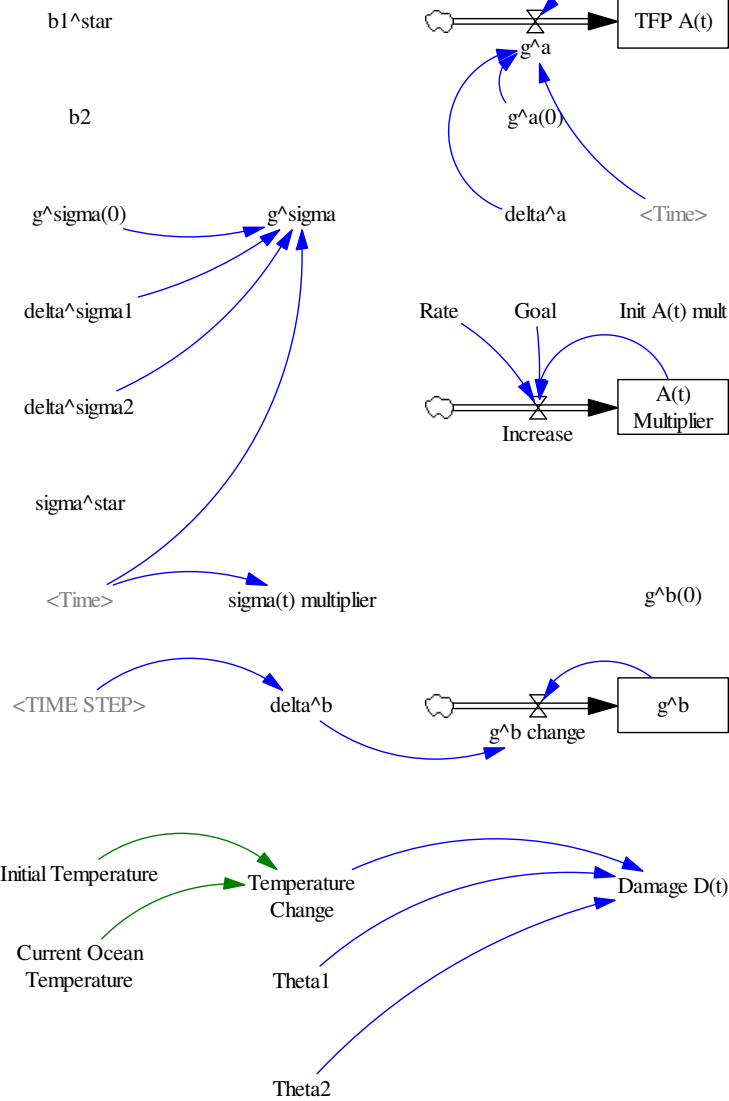 b1^star
TFP A(t)
g^a
b2
g^a(0)
g^sigma(0)
g^sigma
delta^a
<Time>
delta^sigma1
Rate
Goal
Init A(t) mult
delta^sigma2
A(t)
Multiplier
Increase
sigma^star
<Time>
sigma(t) multiplier
g^b(0)
<TIME STEP>
delta^b
g^b
g^b change
Initial Temperature
Temperature
Change
Damage D(t)
Current Ocean
Temperature
Theta1
Theta2